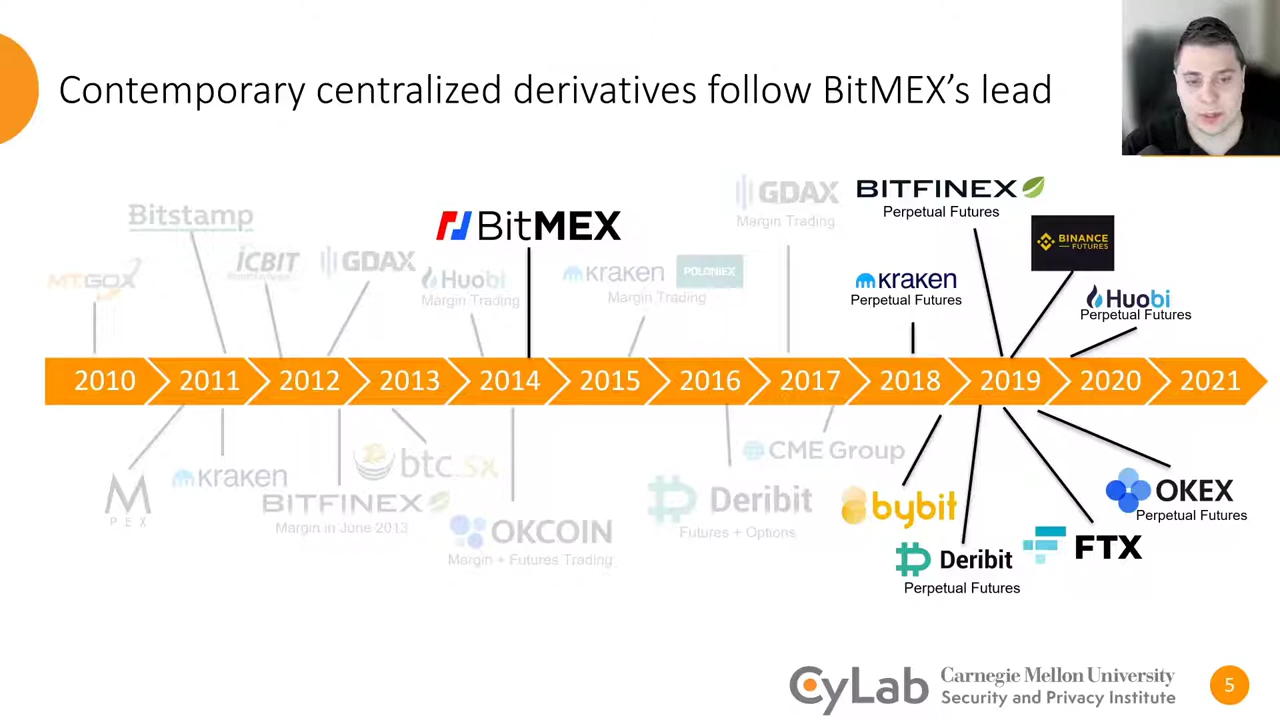 Contemporary centralized derivatives follow BitMEX's lead
Bitstamp
MT.GOX
ICBIT
GDAX
Huobi
Margin Trading
BitMEX
KRAKEN
POLONIEX
Margin Trading
GDAX
Margin Trading
BITFINEX
Perpetual Futures
KRAKEN
Perpetual Futures
BINANCE
FUTURES
Huobi
Perpetual Futures
2010 2011 2012 2013 2014 2015 2016 2017 2018 2019 2020 2021
M
PEX
KRAKEN
BITFINEX
Margin in June 2013
btc.sx
OKCOIN
Margin + Futures Trading
Deribit
Futures + Options
CME Group
bybit
Deribit
Perpetual Futures
FTX
OKEX
Perpetual Futures
CyLab
Carnegie Mellon University
Security and Privacy Institute
5